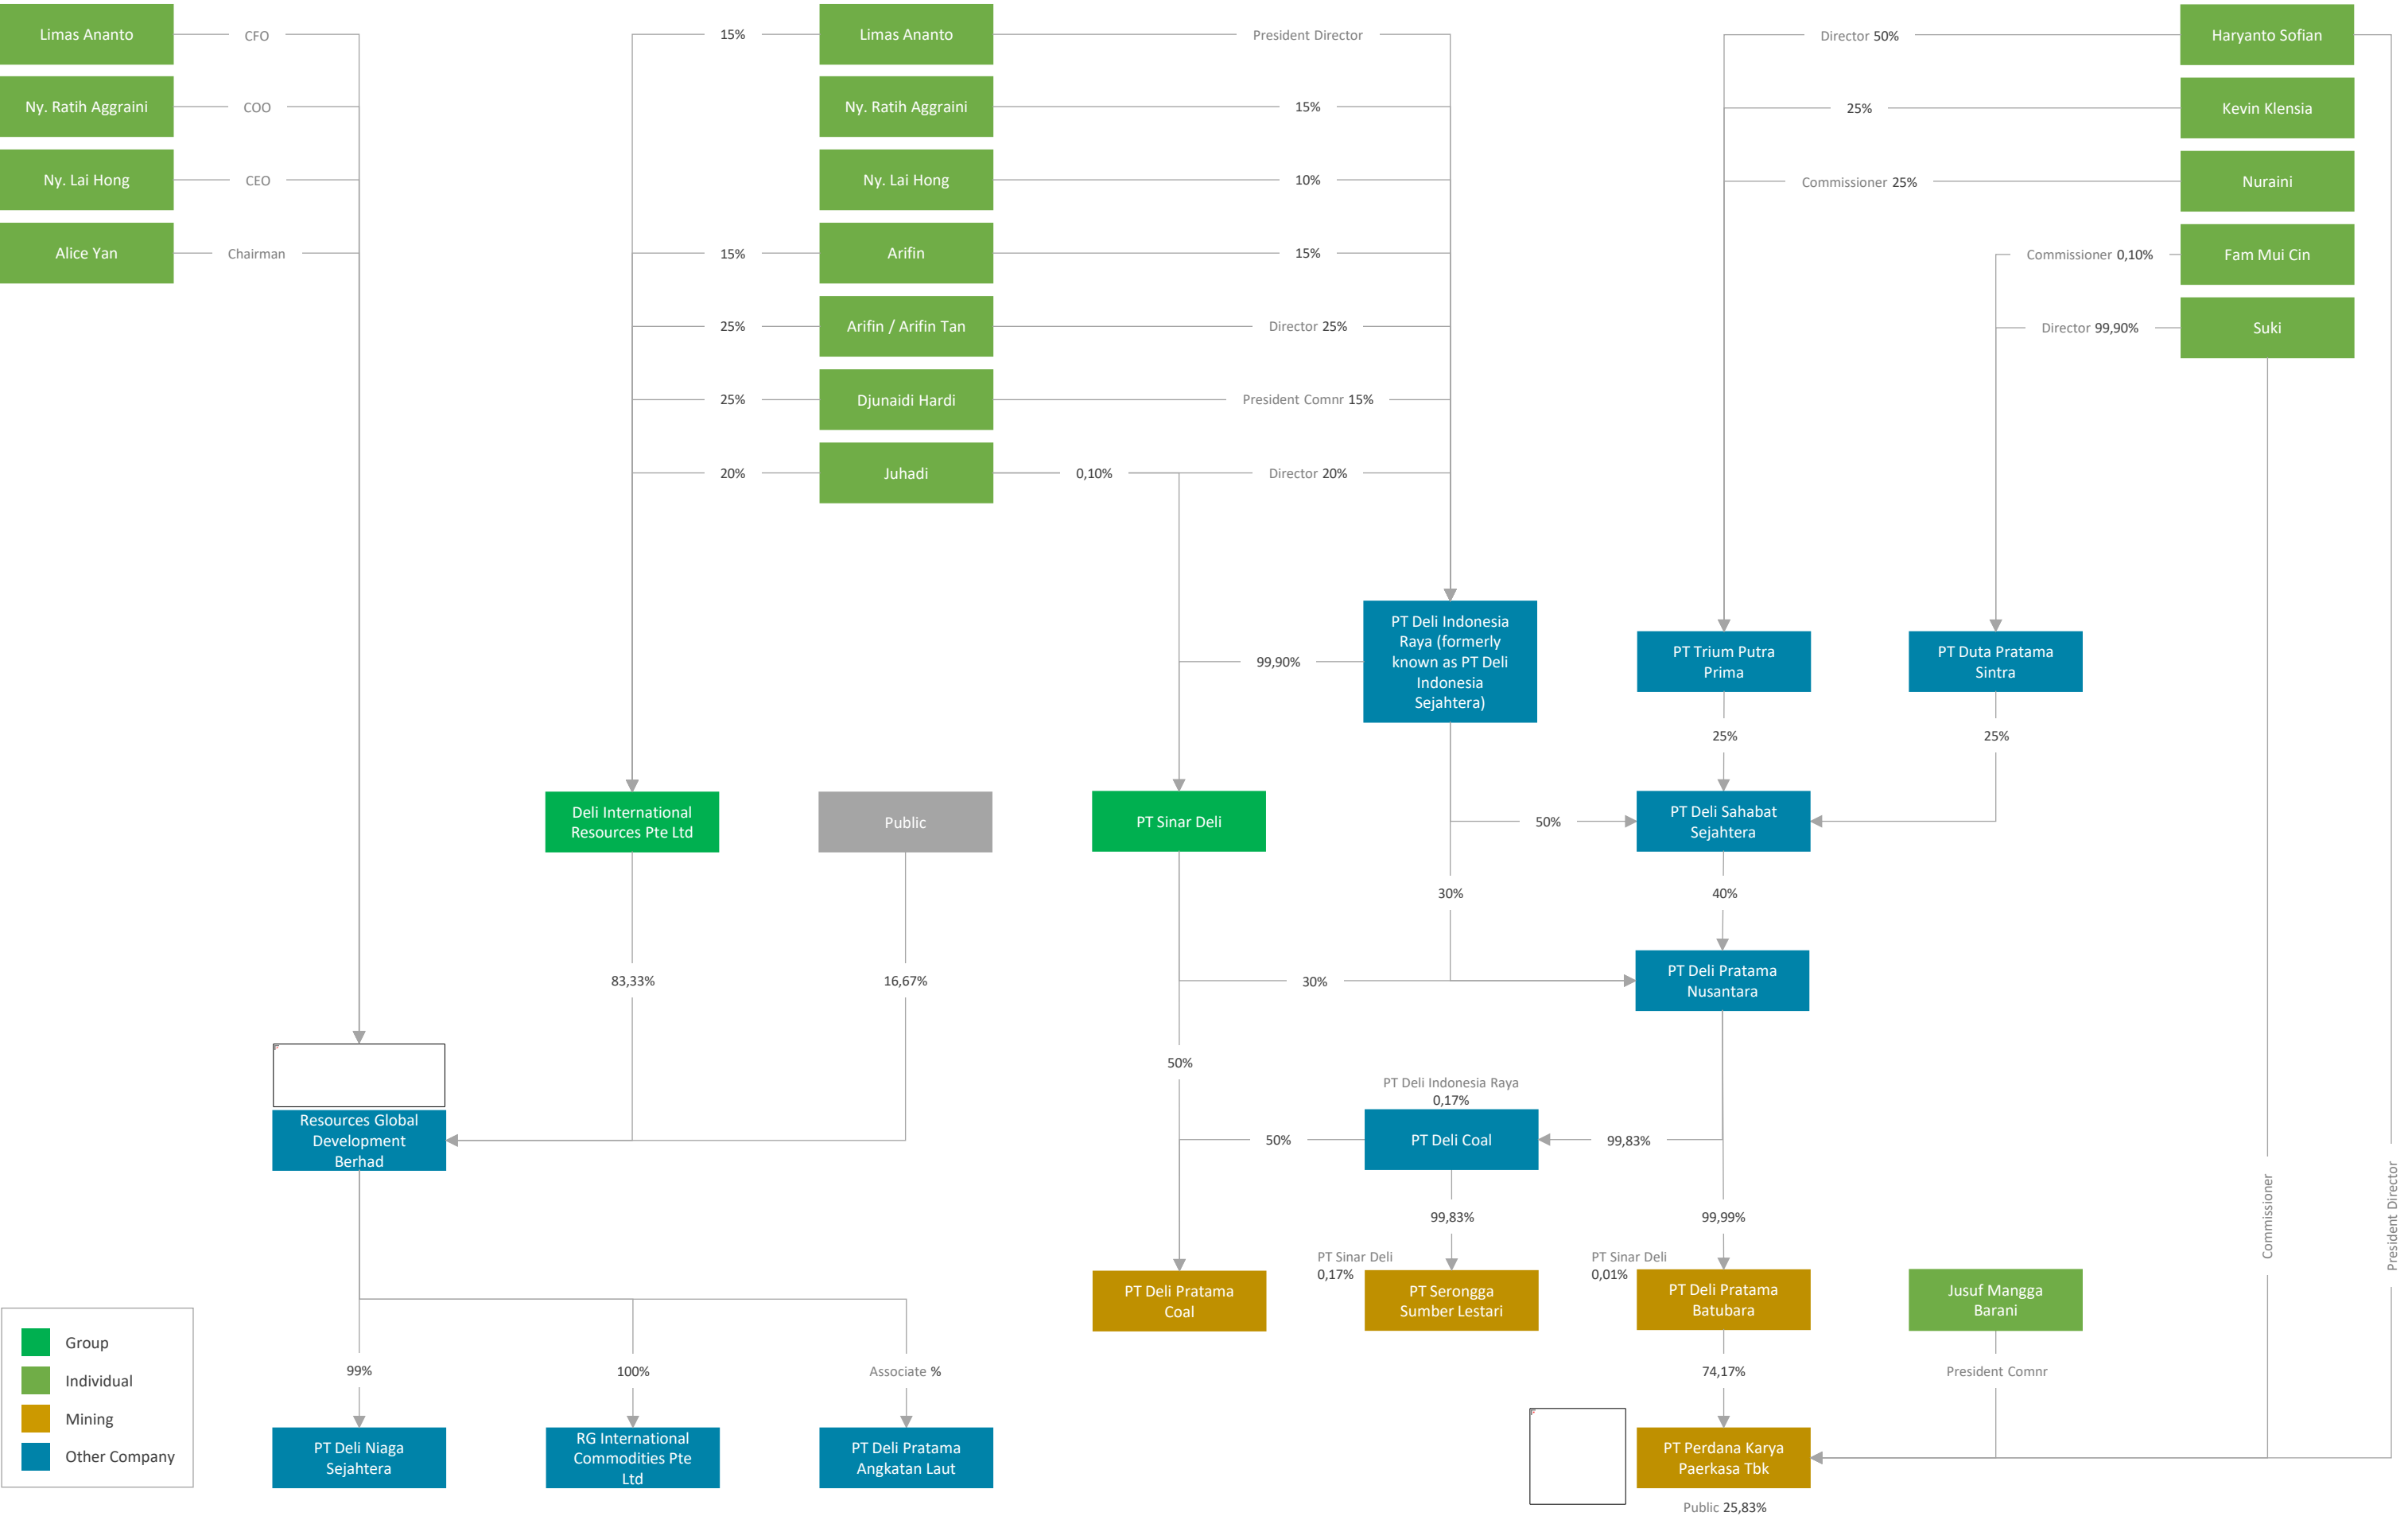 Limas Ananto
CFO
15%
Limas Ananto
President Director
Director 50%
Haryanto Sofian
Ny. Ratih Aggraini
COO
Ny. Ratih Aggraini
15%
25%
Kevin Klensia
Ny. Lai Hong
CEO
Ny. Lai Hong
10%
Commissioner 25%
Nuraini
Alice Yan
Chairman
15%
Arifin
15%
Commissioner 0,10%
Fam Mui Cin
25%
Arifin / Arifin Tan
Director 25%
Director 99,90%
Suki
25%
Djunaidi Hardi
President Comnr 15%
20%
Juhadi
0,10%
Director 20%
PT Deli Indonesia
Raya (formerly
known as PT Deli
Indonesia
Sejahtera)
99,90%
PT Trium Putra
Prima
PT Duta Pratama
Sintra
25%
25%
Deli International
Resources Pte Ltd
Public
PT Sinar Deli
50%
PT Deli Sahabat
Sejahtera
30%
40%
83,33%
16,67%
30%
PT Deli Pratama
Nusantara
50%
PT Deli Indonesia Raya
0,17%
Resources Global
Development
Berhad
50%
PT Deli Coal
99,83%
99,83%
99,99%
Commissioner
President Director
PT Sinar Deli
0,17%
PT Sinar Deli
0,01%
PT Deli Pratama
Coal
PT Serongga
Sumber Lestari
PT Deli Pratama
Batubara
Jusuf Mangga
Barani
Group
Individual
Mining
Other Company
99%
100%
Associate %
74,17%
President Comnr
PT Deli Niaga
Sejahtera
RG International
Commodities Pte
Ltd
PT Deli Pratama
Angkatan Laut
PT Perdana Karya
Paerkasa Tbk
Public 25,83%